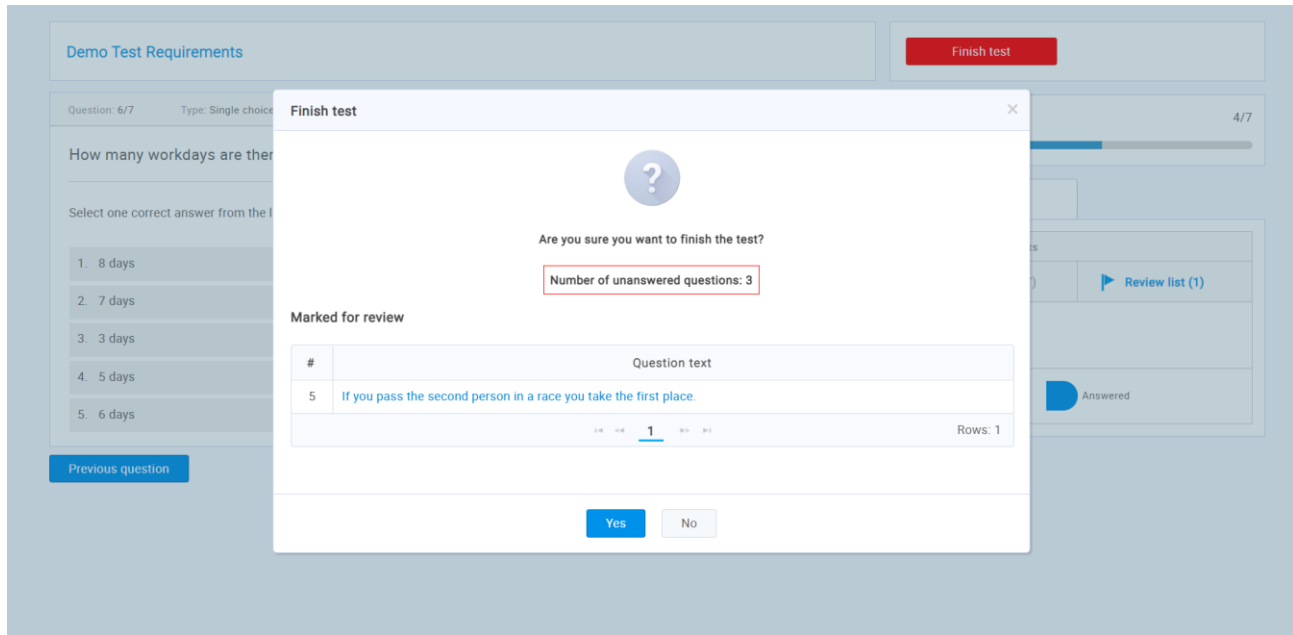 Demo Test Requirements
Finish test
Question: 6/7 Type: Single choice
4/7
How many workdays are
Select one correct answer from the
1. 8 days
2. 7 days
3. 3 days
4. 5 days
5. 6 days
Previous question
Review list (1)
Answered
Finish test
?
Are you sure you want to finish the test?
Number of unanswered questions: 3
Marked for review
# Question text
5 If you pass the second person in a race you take the first place.
1
Rows: 1
Yes No